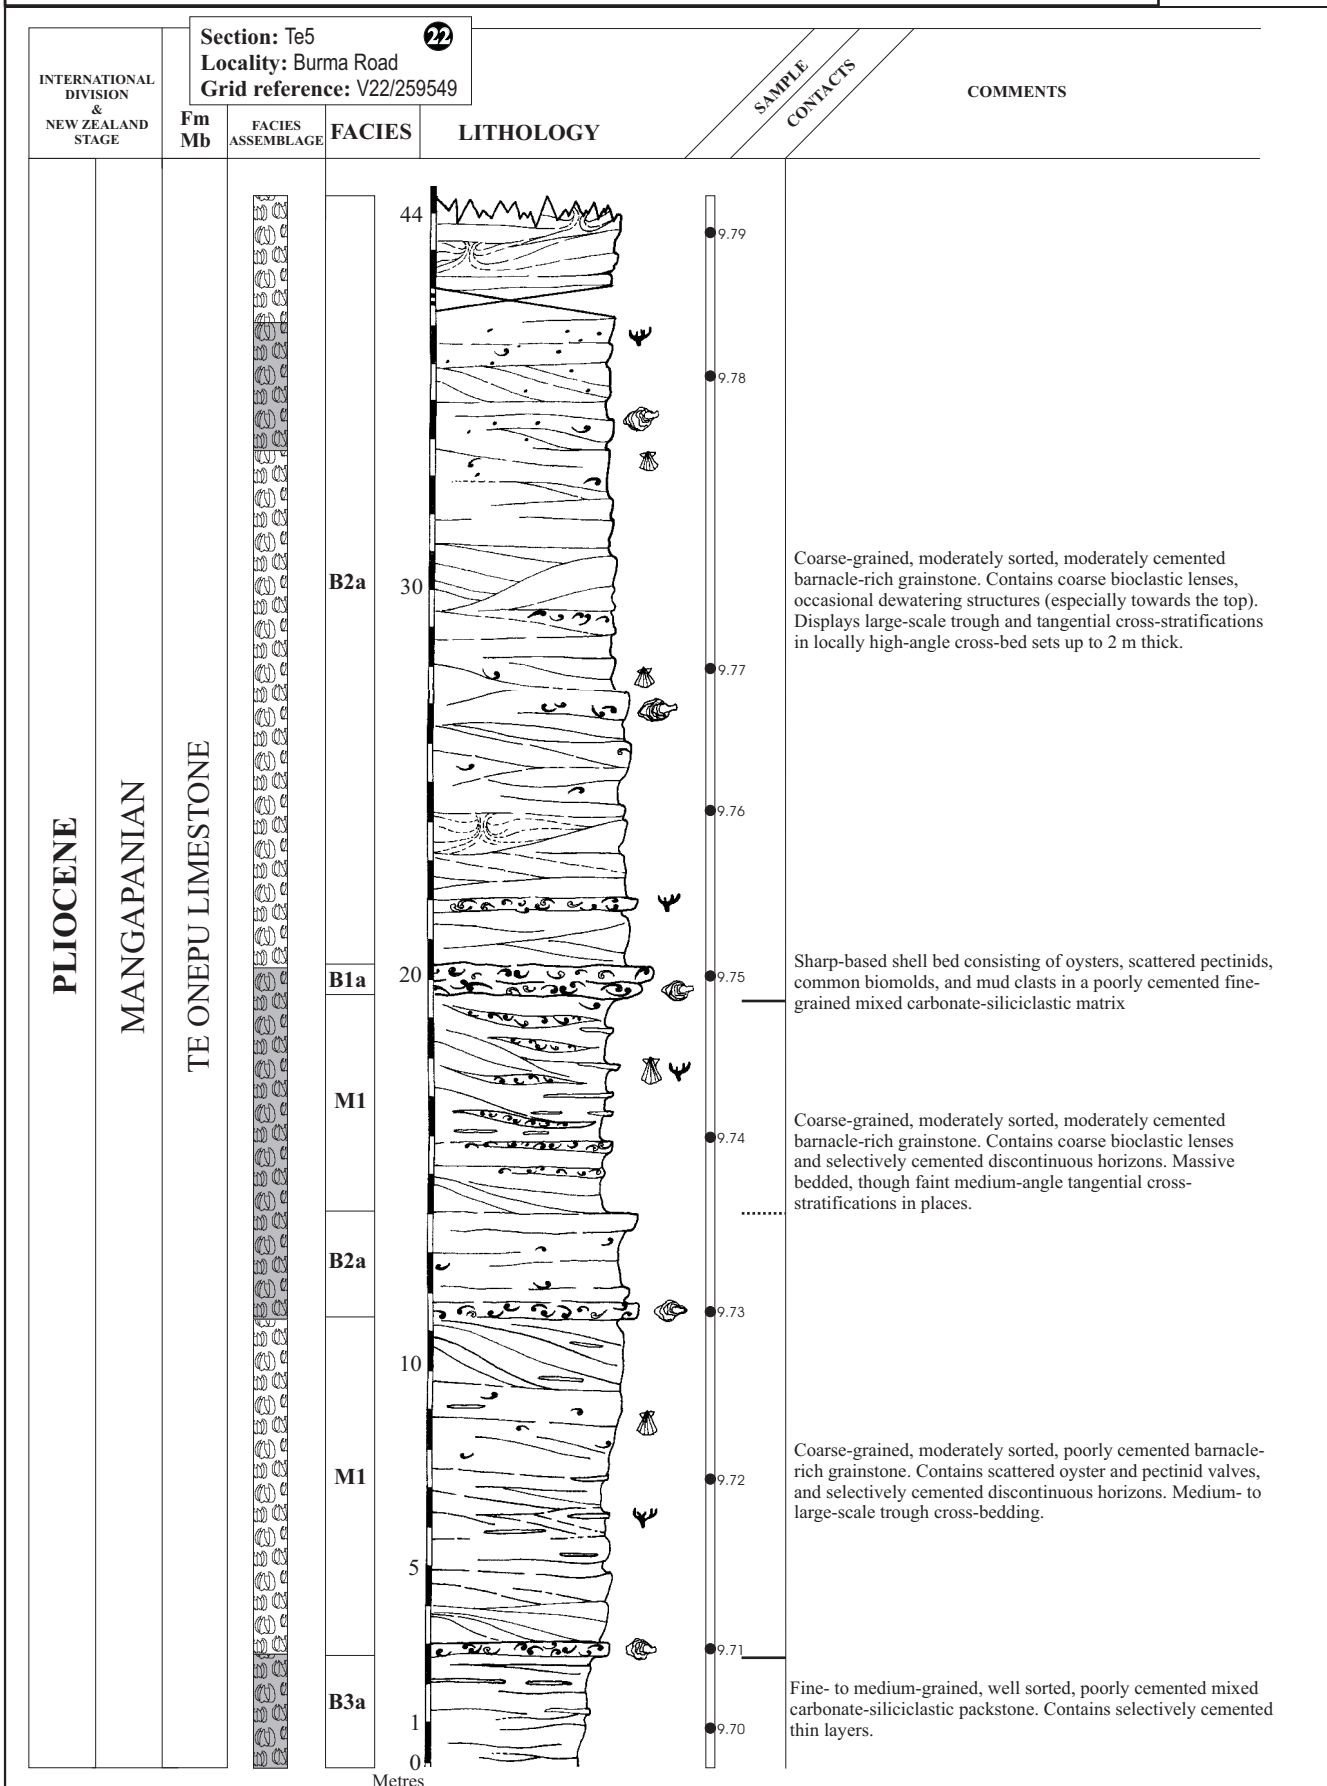 Section: Te5
22
Locality: Burma Road
Grid reference: V22/259549
INTERNATIONAL
DIVISION
&
NEW ZEALAND
STAGE
Fm
Mb
FACIES
ASSEMBLAGE
FACIES
LITHOLOGY
SAMPLE
CONTACTS
COMMENTS
PLIOCENE
MANGAPANIAN
TE ONEPU LIMESTONE
B2a
B1a
M1
B2a
M1
B3a
44
30
20
10
5
1
0
Metres
9.79
9.78
9.77
9.76
9.75
9.74
9.73
9.72
9.71
9.70
Coarse-grained, moderately sorted, moderately cemented
barnacle-rich grainstone. Contains coarse bioclastic lenses,
occasional dewatering structures (especially towards the top).
Displays large-scale trough and tangential cross-stratifications
in locally high-angle cross-bed sets up to 2 m thick.
Sharp-based shell bed consisting of oysters, scattered pectinids,
common biomolds, and mud clasts in a poorly cemented fine-
grained mixed carbonate-siliciclastic matrix
Coarse-grained, moderately sorted, moderately cemented
barnacle-rich grainstone. Contains coarse bioclastic lenses
and selectively cemented discontinuous horizons. Massive
bedded, though faint medium-angle tangential cross-
stratifications in places.
Coarse-grained, moderately sorted, poorly cemented barnacle-
rich grainstone. Contains scattered oyster and pectinid valves,
and selectively cemented discontinuous horizons. Medium- to
large-scale trough cross-bedding.
Fine- to medium-grained, well sorted, poorly cemented mixed
carbonate-siliciclastic packstone. Contains selectively cemented
thin layers.